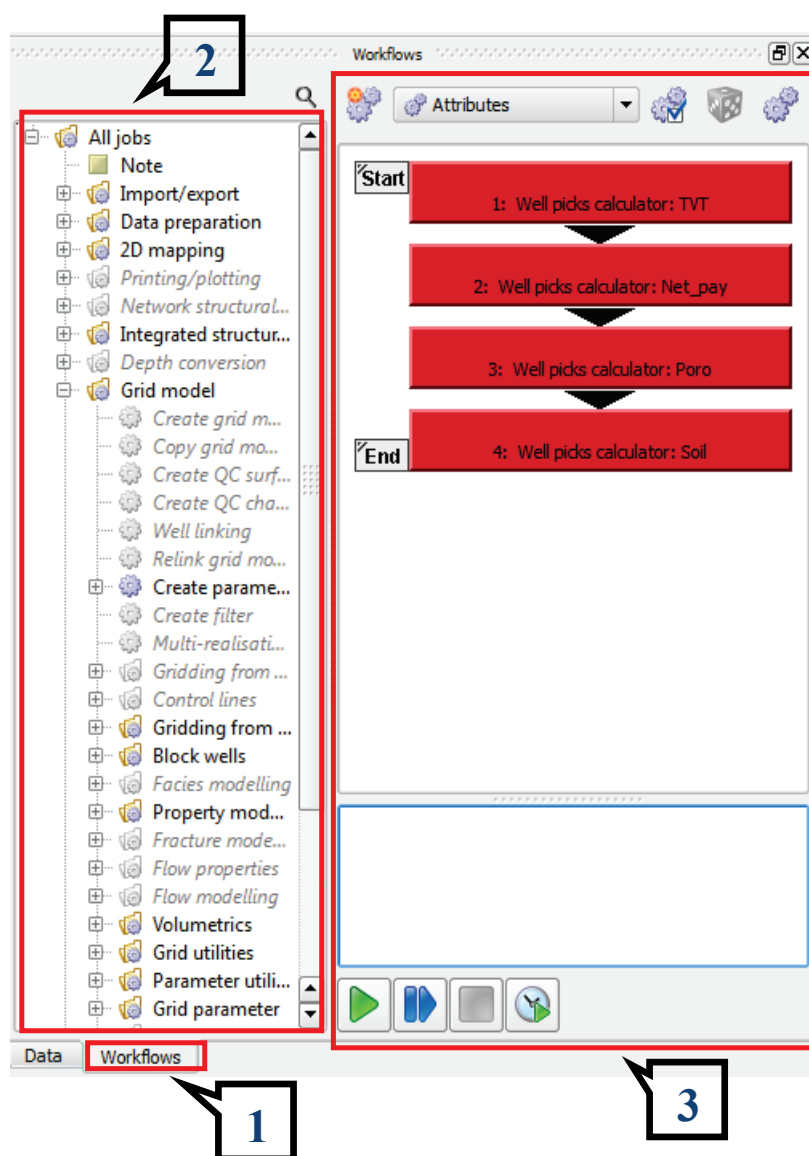 Workflows
2
Attributes
All jobs
Note
Import/export
Data preparation
2D mapping
Printing/plotting
Network structural...
Integrated structur...
Depth conversion
Grid model
Create grid m...
Copy grid mo...
Create QC surf...
Create QC cha...
Well linking
Relink grid mo...
Create parame...
Create filter
Multi-realisati...
Gridding from ...
Control lines
Gridding from ...
Block wells
Facies modelling
Property mod...
Fracture mode...
Flow properties
Flow modelling
Volumetrics
Grid utilities
Parameter utili...
Grid parameter
Start
1: Well picks calculator: TVT
2: Well picks calculator: Net_pay
3: Well picks calculator: Poro
End
4: Well picks calculator: Soil
Data
Workflows
1
3